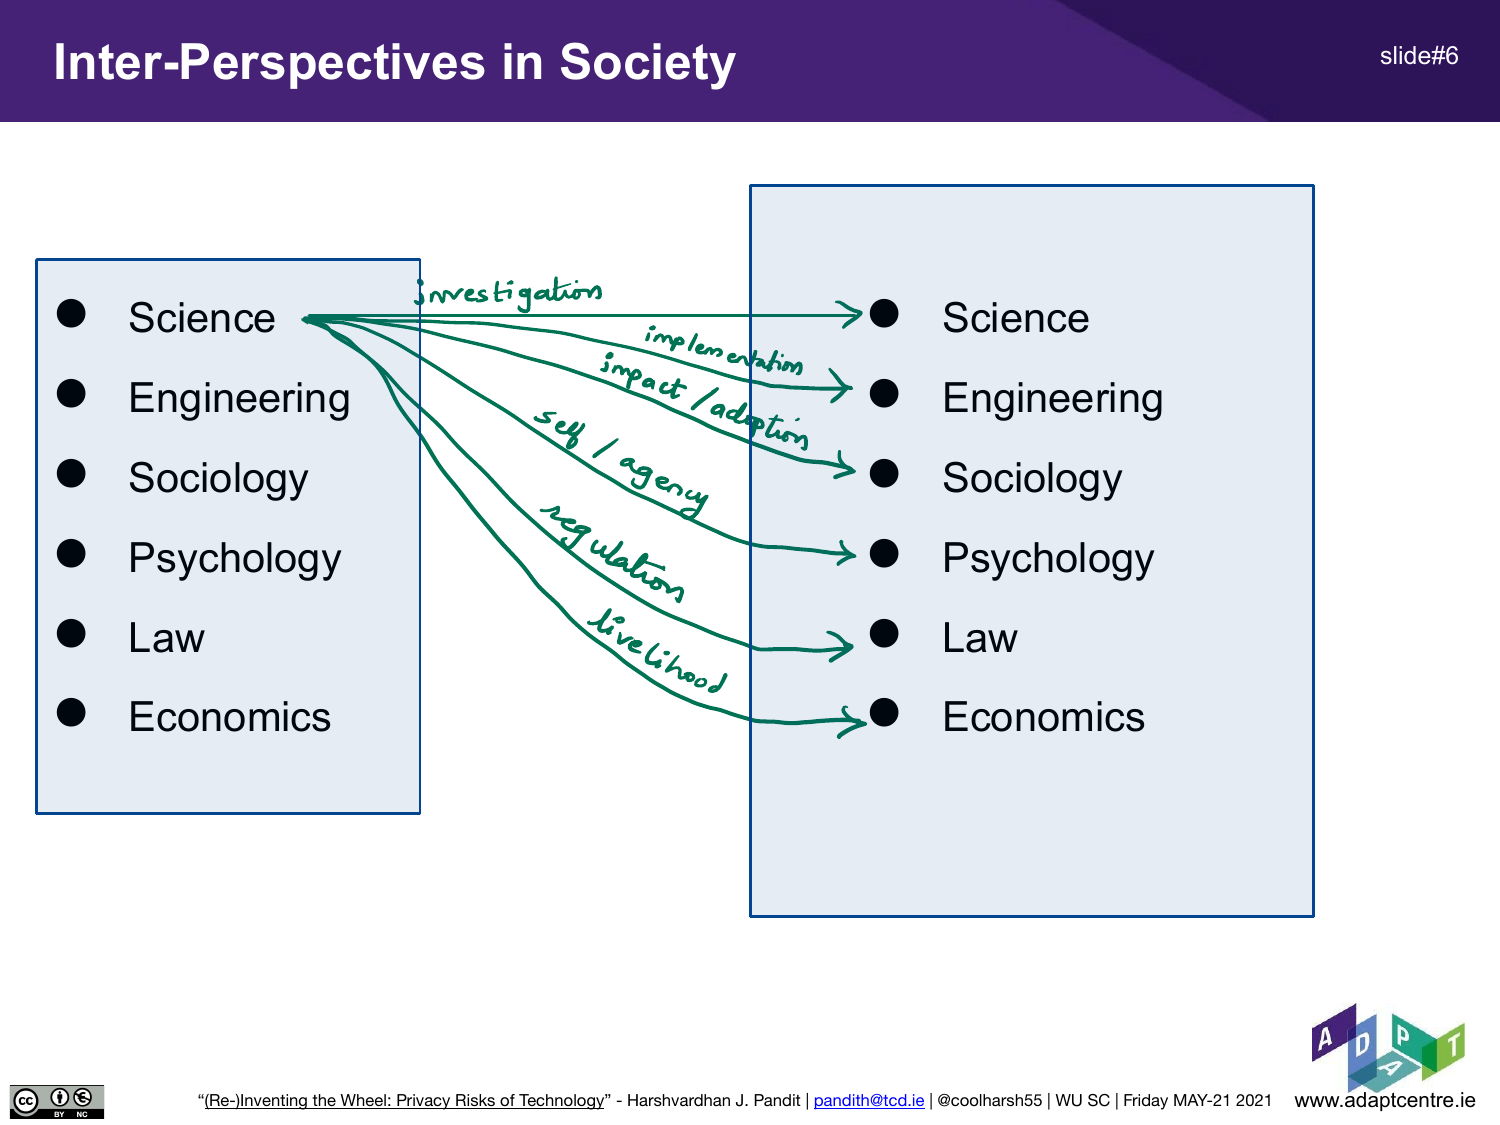 Inter-Perspectives in Society
slide#6
Science
Engineering
Sociology
Psychology
Law
Economics
investigation
implementation
impact / adoption
self / agency
regulation
livelihood
Science
Engineering
Sociology
Psychology
Law
Economics
ADAPT
cc BY NC
“(Re-)Inventing the Wheel: Privacy Risks of Technology” - Harshvardhan J. Pandit | pandith@tcd.ie | @coolharsh55 | WU SC | Friday MAY-21 2021
www.adaptcentre.ie